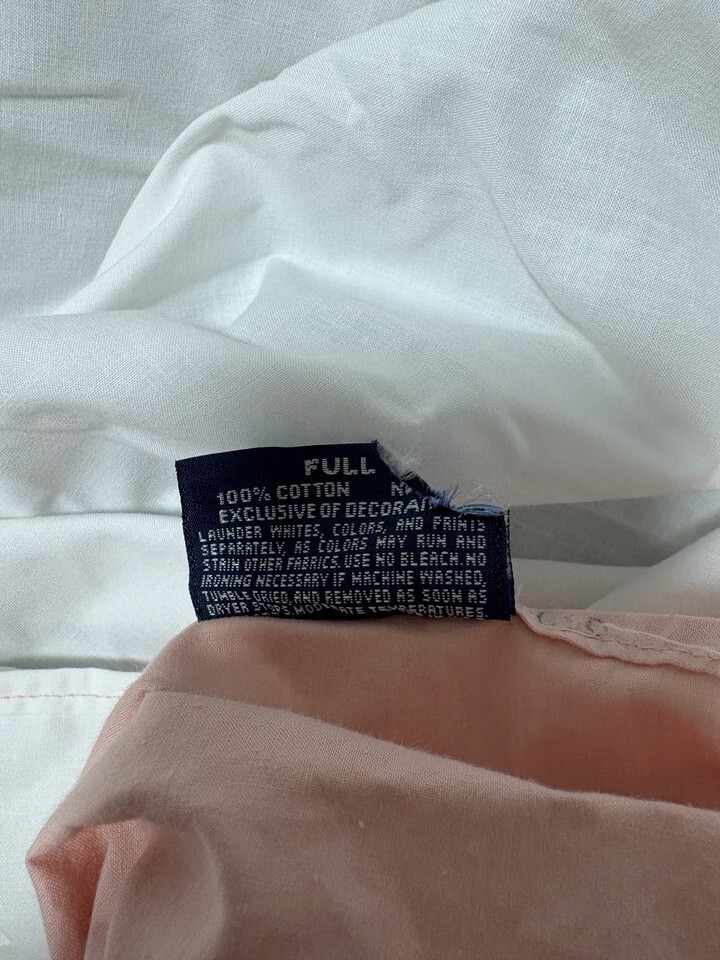 FULL
100% COTTON
EXCLUSIVE OF DECORAT
LAUNDER WHITES, COLORS, AND PRINTS
SEPARATELY, AS COLORS MAY RUN AND
STAIN OTHER FABRICS. USE NO BLEACH. NO
IRONING NECESSARY IF MACHINE WASHED,
TUMBLE DRIED, AND REMOVED AS SOON AS
DRYER STOPS. MODERATE TEMPERATURES.